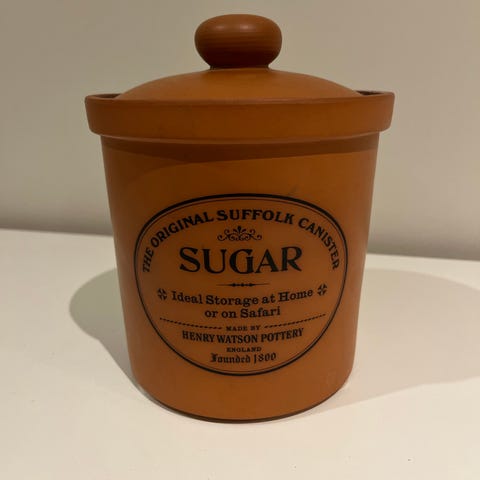 THE ORIGINAL SUFFOLK CANISTER
SUGAR
Ideal Storage at Home
or on Safari
MADE BY
HENRY WATSON POTTERY
ENGLAND
Founded 1800